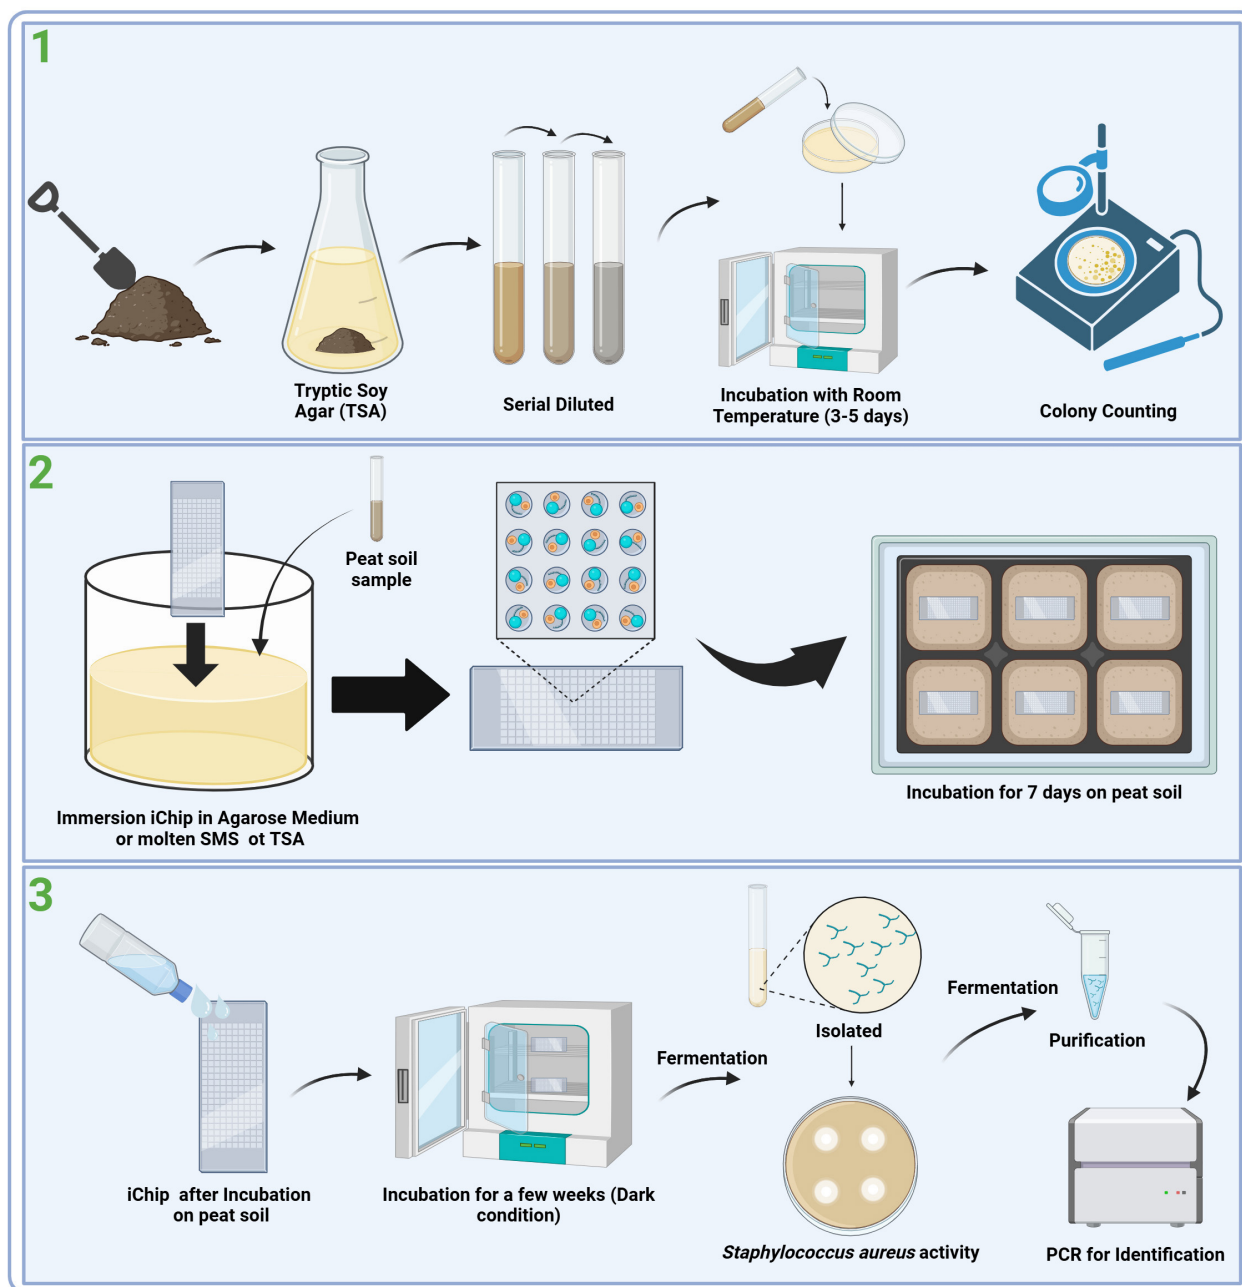 1
Tryptic Soy
Agar (TSA)
Serial Diluted
Incubation with Room
Temperature (3-5 days)
Colony Counting
2
Peat soil
sample
Immersion iChip in Agarose Medium
or molten SMS ot TSA
Incubation for 7 days on peat soil
3
iChip after Incubation
on peat soil
Incubation for a few weeks (Dark
condition)
Fermentation
Isolated
Staphylococcus aureus activity
Fermentation
Purification
PCR for Identification